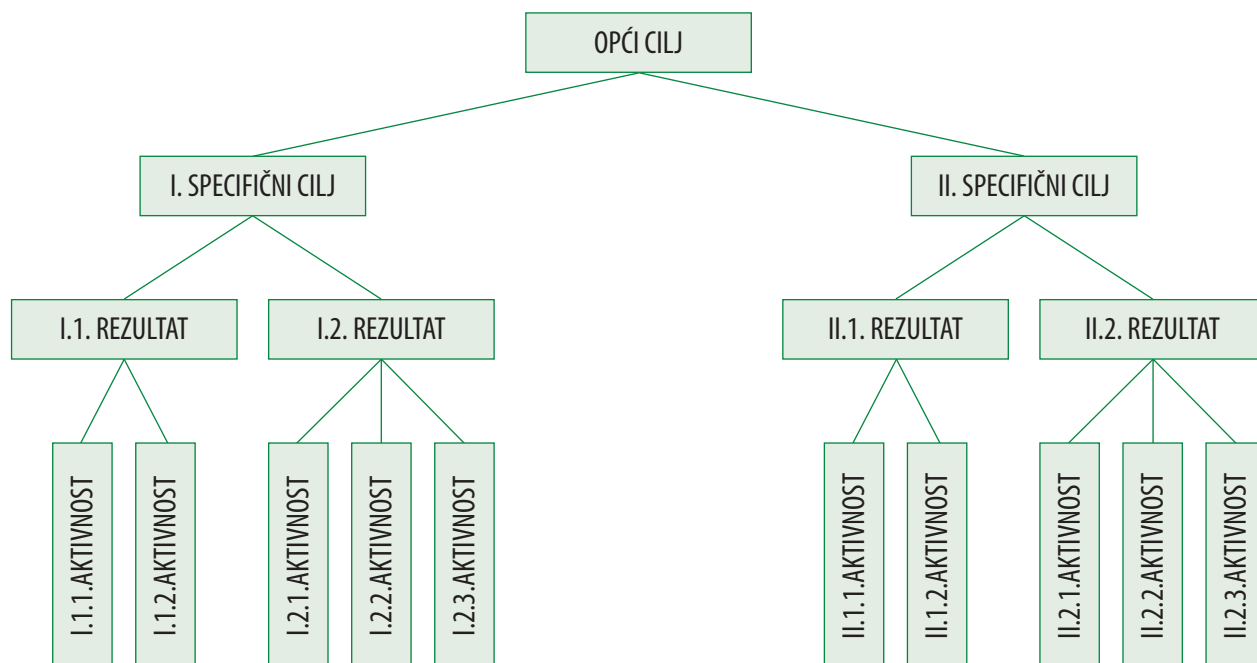 OPĆI CILJ
I. SPECIFIČNI CILJ
II. SPECIFIČNI CILJ
I.1. REZULTAT
I.2. REZULTAT
II.1. REZULTAT
II.2. REZULTAT
I.1.1.AKTIVNOST
I.1.2.AKTIVNOST
I.2.1.AKTIVNOST
I.2.2.AKTIVNOST
I.2.3.AKTIVNOST
II.1.1.AKTIVNOST
II.1.2.AKTIVNOST
II.2.1.AKTIVNOST
II.2.2.AKTIVNOST
II.2.3.AKTIVNOST